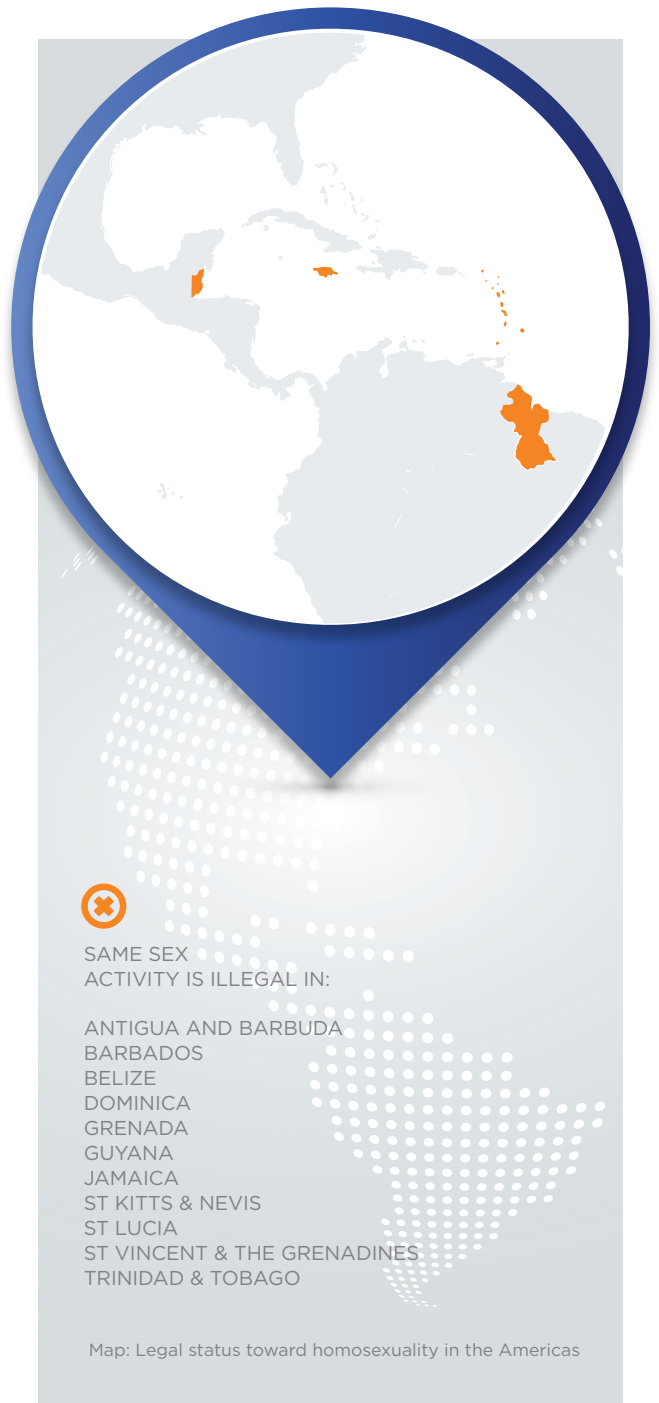 SAME SEX
ACTIVITY IS ILLEGAL IN:
ANTIGUA AND BARBUDA
BARBADOS
BELIZE
DOMINICA
GRENADA
GUYANA
JAMAICA
ST KITTS & NEVIS
ST LUCIA
ST VINCENT & THE GRENADINES
TRINIDAD & TOBAGO
Map: Legal status toward homosexuality in the Americas